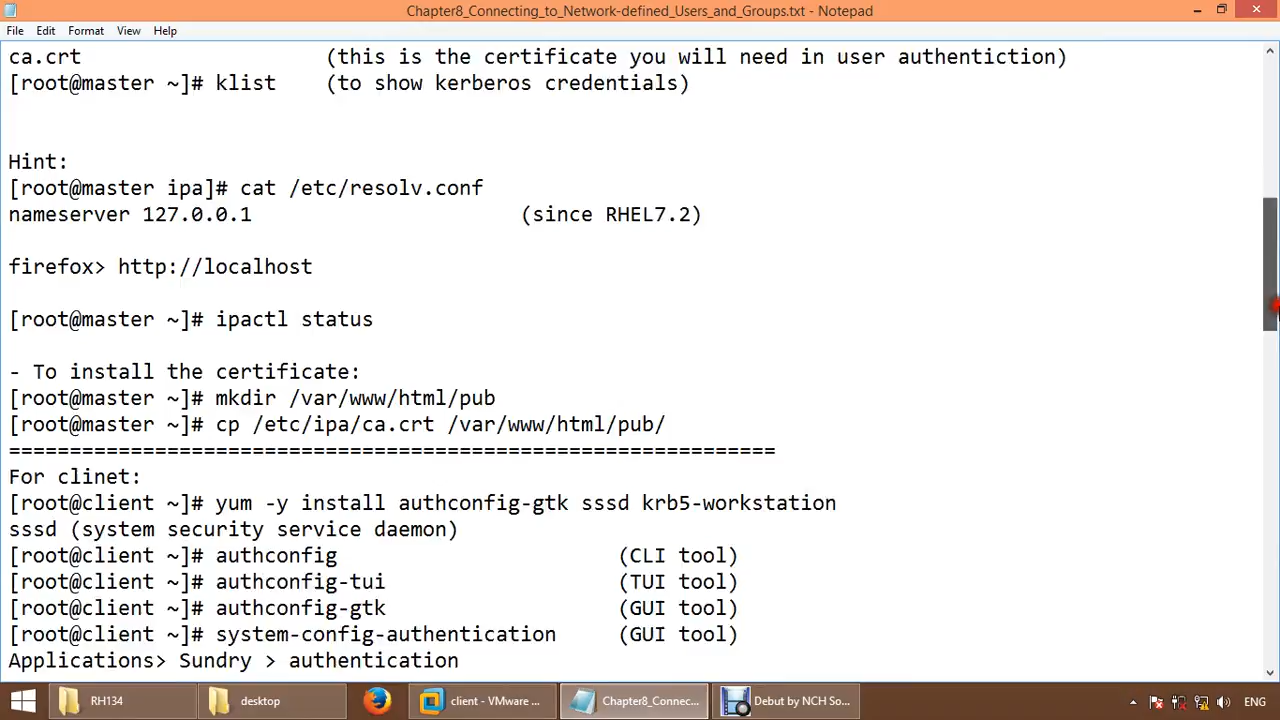 Chapter8_Connecting_to_Network-defined_Users_and_Groups.txt - Notepad
File Edit Format View Help
ca.crt (this is the certificate you will need in user authentiction)
[root@master ~]# klist (to show kerberos credentials)
Hint:
[root@master ipa]# cat /etc/resolv.conf
nameserver 127.0.0.1 (since RHEL7.2)
firefox> http://localhost
[root@master ~]# ipactl status
- To install the certificate:
[root@master ~]# mkdir /var/www/html/pub
[root@master ~]# cp /etc/ipa/ca.crt /var/www/html/pub/
===============================================================
For clinet:
[root@client ~]# yum -y install authconfig-gtk sssd krb5-workstation
sssd (system security service daemon)
[root@client ~]# authconfig (CLI tool)
[root@client ~]# authconfig-tui (TUI tool)
[root@client ~]# authconfig-gtk (GUI tool)
[root@client ~]# system-config-authentication (GUI tool)
Applications> Sundry > authentication
RH134 desktop client - VMware ... Chapter8_Connec... Debut by NCH So... ENG